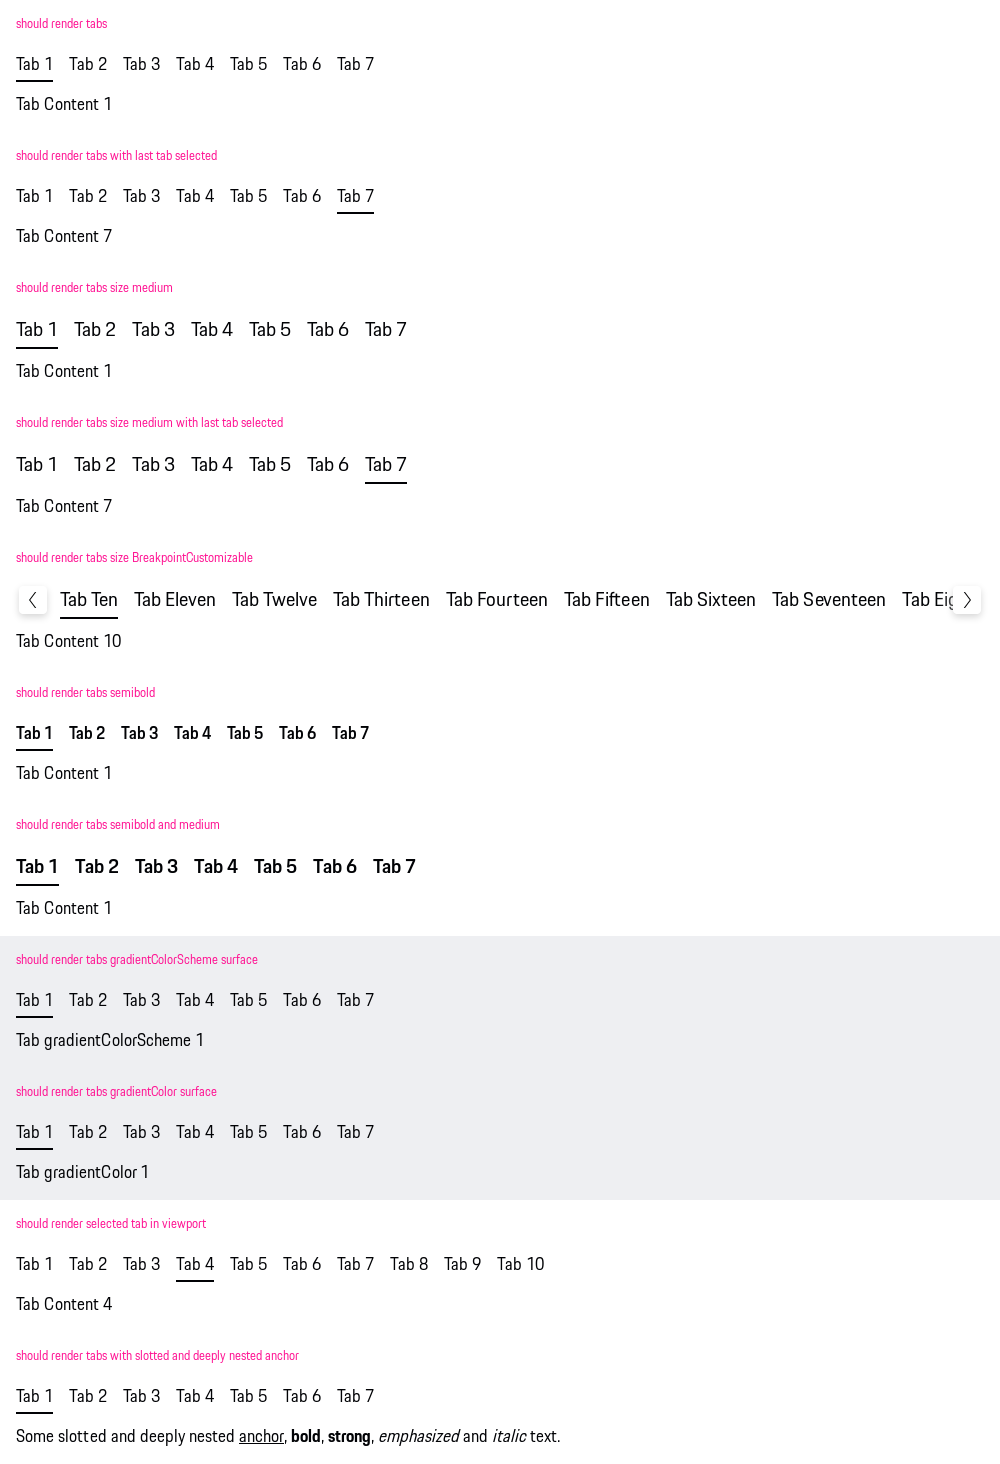 should render tabs
Tab 1 Tab 2 Tab 3 Tab 4 Tab 5 Tab 6 Tab 7
Tab Content 1
should render tabs with last tab selected
Tab 1 Tab 2 Tab 3 Tab 4 Tab 5 Tab 6 Tab 7
Tab Content 7
should render tabs size medium
Tab 1 Tab 2 Tab 3 Tab 4 Tab 5 Tab 6 Tab 7
Tab Content 1
should render tabs size medium with last tab selected
Tab 1 Tab 2 Tab 3 Tab 4 Tab 5 Tab 6 Tab 7
Tab Content 7
should render tabs size BreakpointCustomizable
Tab Ten Tab Eleven Tab Twelve Tab Thirteen Tab Fourteen Tab Fifteen Tab Sixteen Tab Seventeen Tab
Tab Content 10
should render tabs semibold
Tab 1 Tab 2 Tab 3 Tab 4 Tab 5 Tab 6 Tab 7
Tab Content 1
should render tabs semibold and medium
Tab 1 Tab 2 Tab 3 Tab 4 Tab 5 Tab 6 Tab 7
Tab Content 1
should render tabs gradientColorScheme surface
Tab 1 Tab 2 Tab 3 Tab 4 Tab 5 Tab 6 Tab 7
Tab gradientColorScheme 1
should render tabs gradientColor surface
Tab 1 Tab 2 Tab 3 Tab 4 Tab 5 Tab 6 Tab 7
Tab gradientColor 1
should render selected tab in viewport
Tab 1 Tab 2 Tab 3 Tab 4 Tab 5 Tab 6 Tab 7 Tab 8 Tab 9 Tab 10
Tab Content 4
should render tabs with slotted and deeply nested anchor
Tab 1 Tab 2 Tab 3 Tab 4 Tab 5 Tab 6 Tab 7
Some slotted and deeply nested anchor, bold, strong, emphasized and italic text.